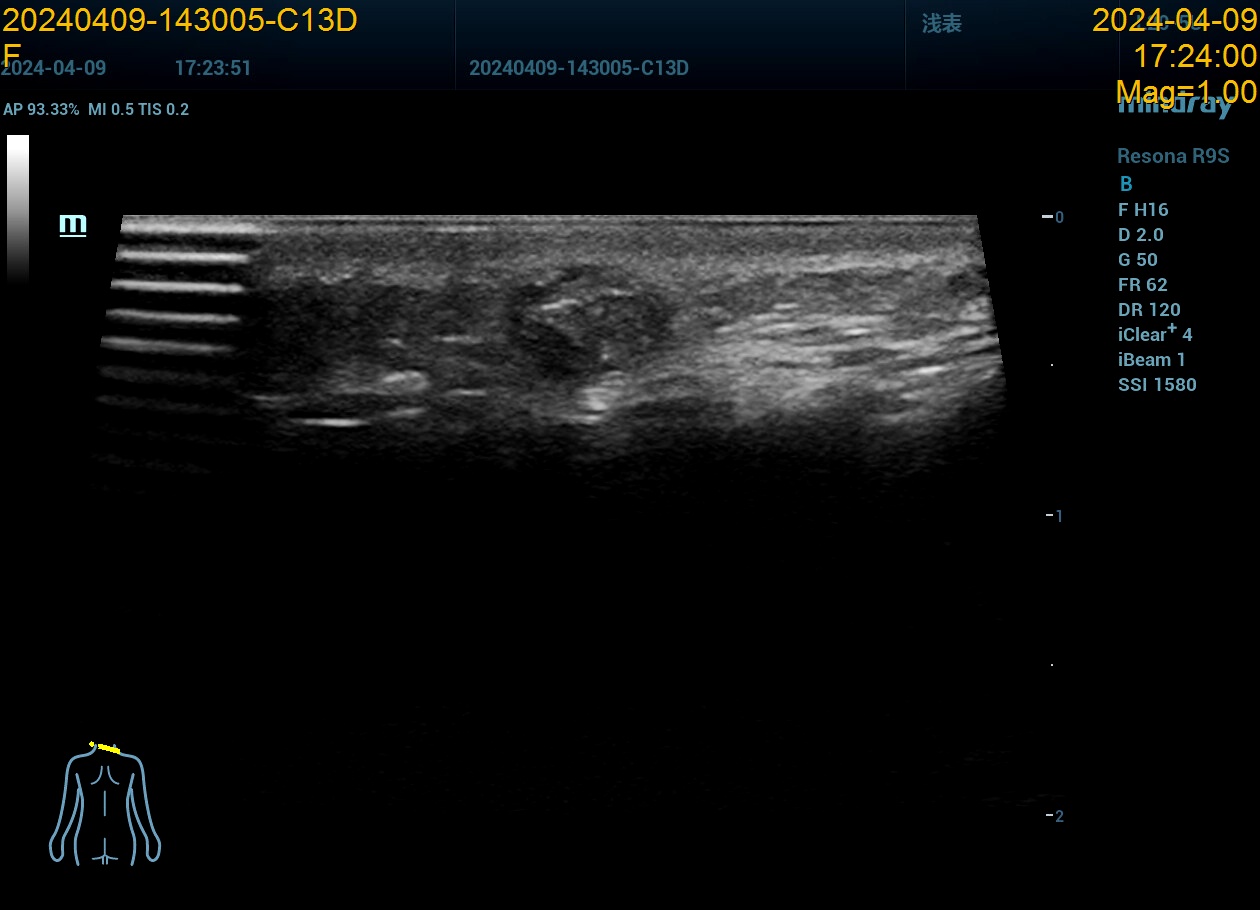 20240409-143005-C13D
F
2024-04-09 17:23:51 20240409-143005-C13D
浅表
2024-04-09
17:24:00
Mag=1.00
mindray
AP 93.33% MI 0.5 TIS 0.2
Resona R9S
B
F H16
D 2.0
G 50
FR 62
DR 120
iClear+ 4
iBeam 1
SSI 1580
m
0
1
2